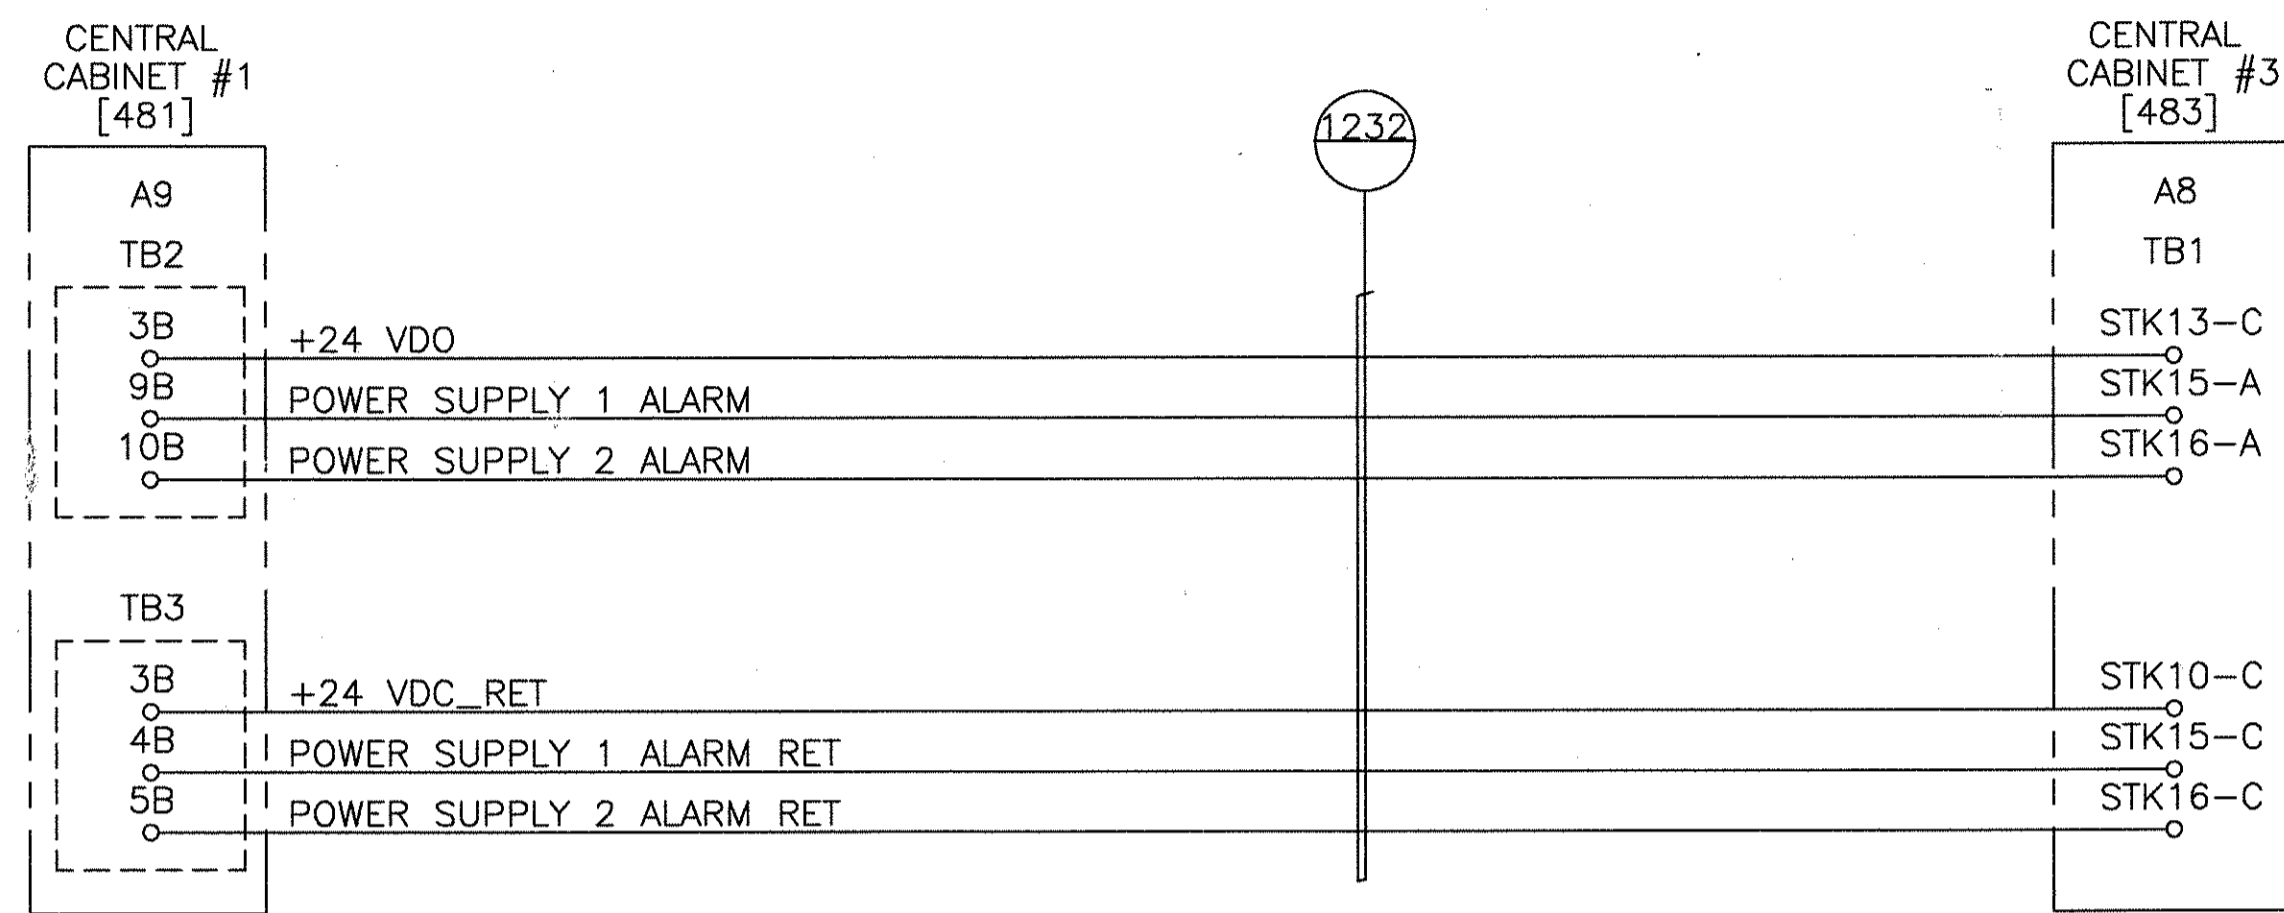 CENTRAL
CABINET #1
[481]
A9
TB2
3B
+24 VDO
9B
POWER SUPPLY 1 ALARM
10B
POWER SUPPLY 2 ALARM
TB3
3B
+24 VDC_RET
4B
POWER SUPPLY 1 ALARM RET
5B
POWER SUPPLY 2 ALARM RET
1232
CENTRAL
CABINET #3
[483]
A8
TB1
STK13-C
STK15-A
STK16-A
STK10-C
STK15-C
STK16-C